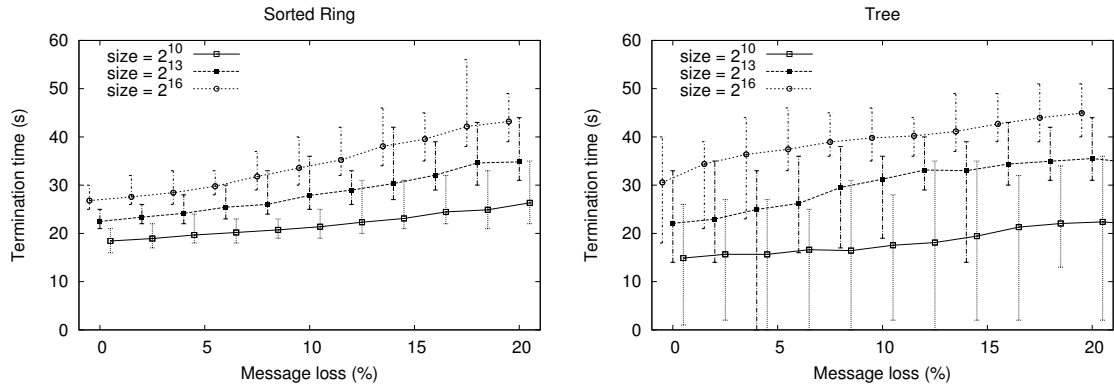 Sorted Ring
60
50
40
30
20
10
0
0 5 10 15 20
Termination time (s)
Message loss (%)
size = 2^10
size = 2^13
size = 2^16
Tree
60
50
40
30
20
10
0
0 5 10 15 20
Termination time (s)
Message loss (%)
size = 2^10
size = 2^13
size = 2^16